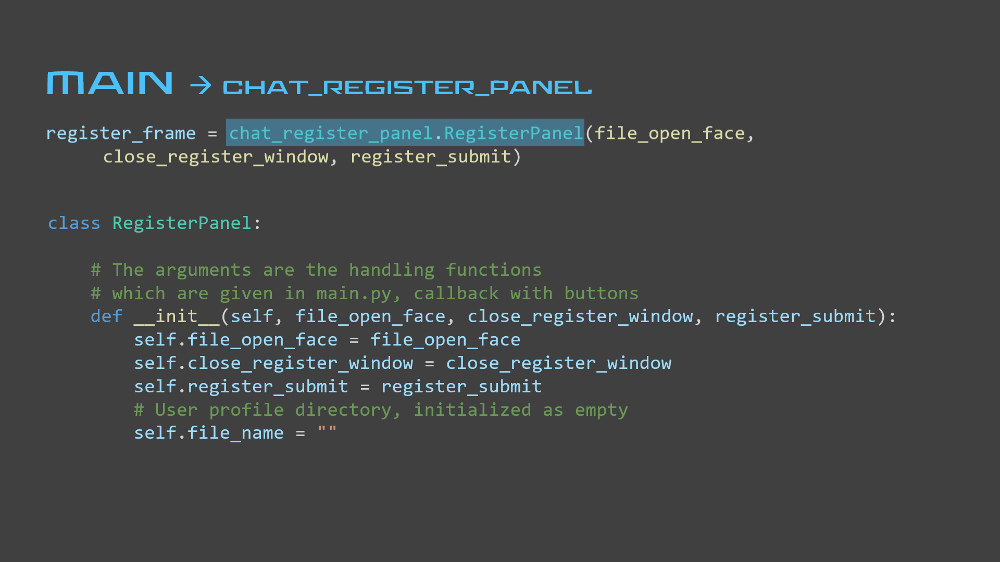 MAIN → CHAT_REGISTER_PANEL
register_frame = chat_register_panel.RegisterPanel(file_open_face,
close_register_window, register_submit)
class RegisterPanel:
# The arguments are the handling functions
# which are given in main.py, callback with buttons
def __init__(self, file_open_face, close_register_window, register_submit):
self.file_open_face = file_open_face
self.close_register_window = close_register_window
self.register_submit = register_submit
# User profile directory, initialized as empty
self.file_name = ""